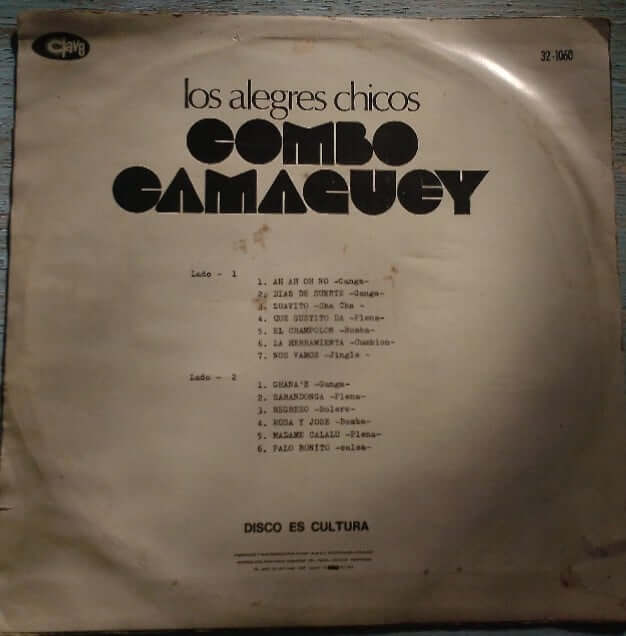 Clave
32-1060
los alegres chicos
COMBO
CAMAGUEY
Lado - 1
1. AH AH OH NO -Ganga-
2. DIAS DE SUERTE -Ganga-
3. SUAVITO -Cha Cha -
4. QUE GUSTITO DA -Plena-
5. EL CHAMPOLON -Bomba-
6. LA HERRAMIENTA -Cumbion-
7. NOS VAMOS -Jingle -
Lado - 2
1. GHANA'E -Ganga-
2. SARANDONGA -Plena-
3. REGRESO -Bolero-
4. ROSA Y JOSE -Bomba-
5. MADAME CALALU -Plena-
6. PALO BONITO -salsa-
DISCO ES CULTURA